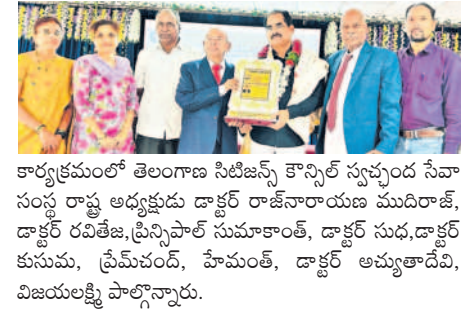 కార్యక్రమంలో తెలంగాణ సిటిజన్స్ కౌన్సిల్ స్వచ్ఛంద సేవా
సంస్థ రాష్ట్ర అధ్యక్షుడు డాక్టర్ రాజ్‌నారాయణ ముదిరాజ్,
డాక్టర్ రవితేజ,ప్రిన్సిపాల్ సుమాకాంత్, డాక్టర్ సుధ,డాక్టర్
కుసుమ, ప్రేమ్‌చంద్, హేమంత్, డాక్టర్ అచ్యుతాదేవి,
విజయలక్ష్మి పాల్గొన్నారు.